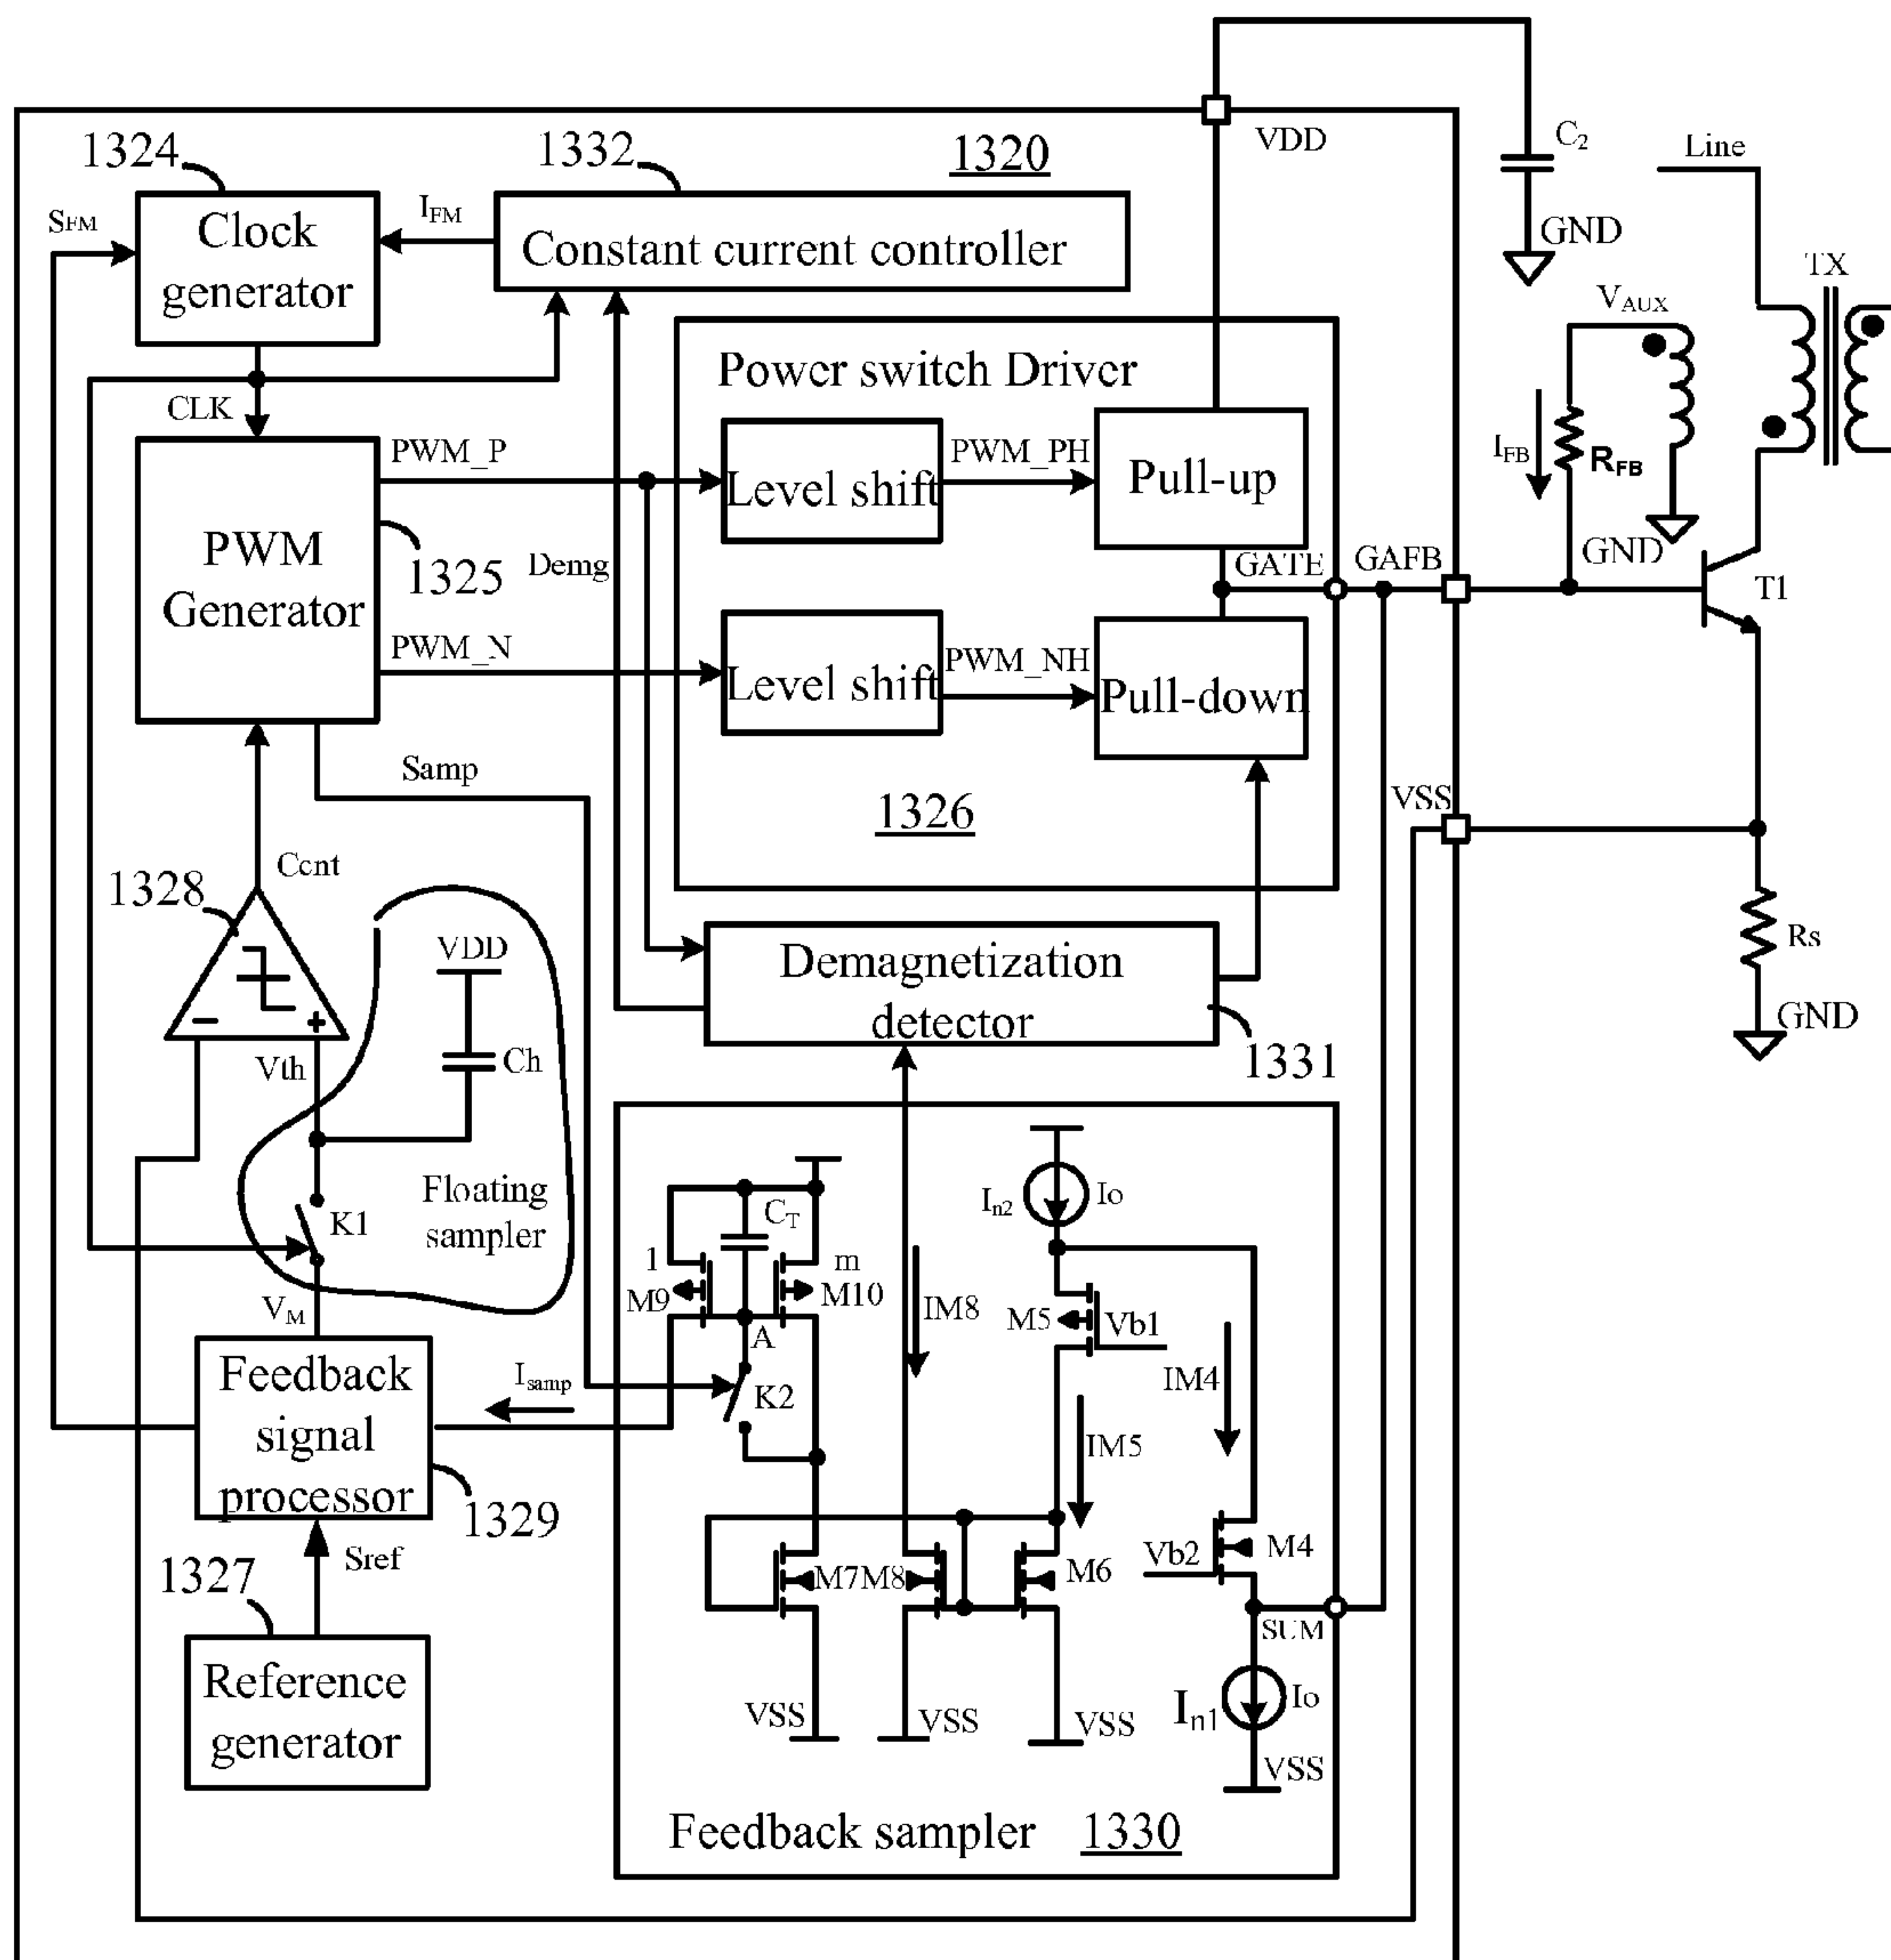 VDD
C2
Line
1324
1332
1320
GND
SFM
Clock
generator
IFM
Constant current controller
TX
VAUX
Power switch Driver
CLK
PWM_P
Level shift
PWM_PH
Pull-up
IFB
RFB
PWM
Generator
1325
Demg
GATE
GAFB
GND
T1
PWM_N
Level shift
PWM_NH
Pull-down
Samp
1326
VSS
Ccnt
1328
VDD
Demagnetization
detector
Rs
GND
−
+
Vth
Ch
1331
Floating
sampler
K1
VM
CT
In2
Io
1
m
M9
M10
A
IM8
M5
Vb1
IM4
Feedback
signal
processor
Isamp
K2
IM5
1329
Sref
1327
M7
M8
M6
Vb2
M4
SUM
Reference
generator
VSS
VSS
VSS
In1
Io
VSS
Feedback sampler
1330